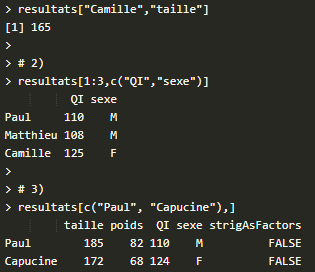 > resultats["Camille","taille"]
[1] 165
>
> # 2)
> resultats[1:3,c("QI","sexe")]
QI sexe
Paul 110 M
Matthieu 108 M
Camille 125 F
>
> # 3)
> resultats[c("Paul", "Capucine"),]
taille poids QI sexe strigAsFactors
Paul 185 82 110 M FALSE
Capucine 172 68 124 F FALSE